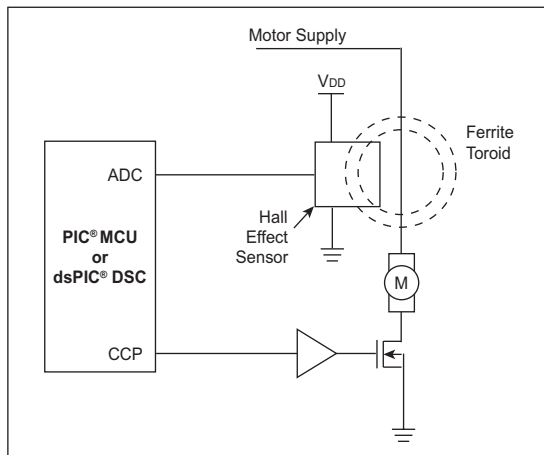 Motor Supply
VDD
Ferrite
Toroid
ADC
Hall
Effect
Sensor
PIC® MCU
or
dsPIC® DSC
M
CCP